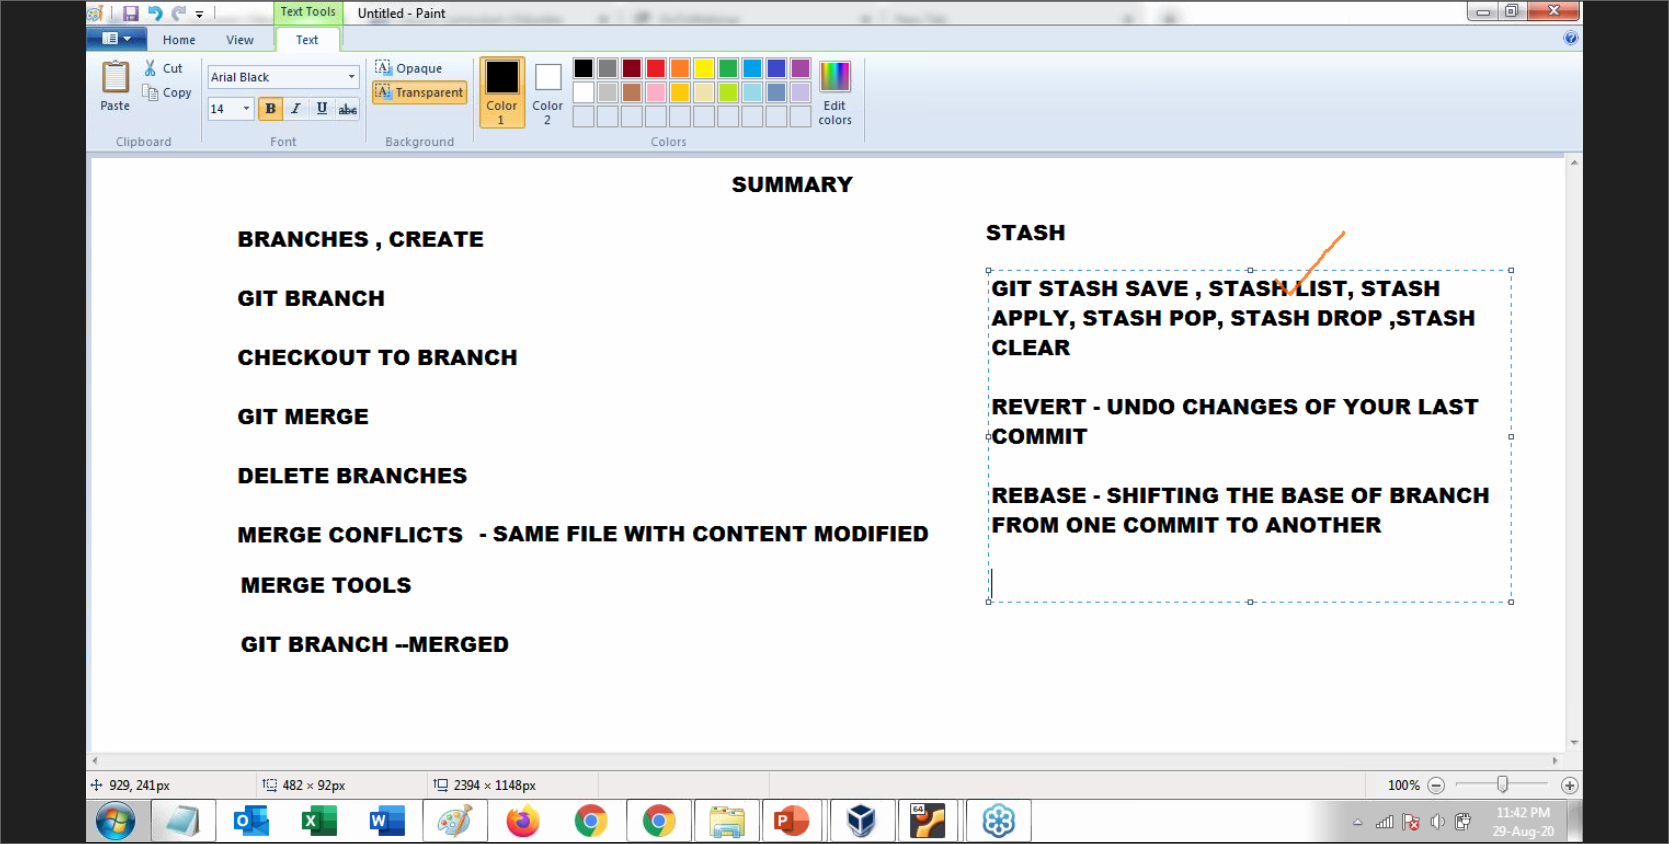 Text Tools
Untitled - Paint
Home
View
Text
Paste
Cut
Copy
Clipboard
Arial Black
14
B I U abc
Font
Opaque
Transparent
Background
Color 1
Color 2
Edit colors
Colors
SUMMARY
BRANCHES , CREATE
GIT BRANCH
CHECKOUT TO BRANCH
GIT MERGE
DELETE BRANCHES
MERGE CONFLICTS - SAME FILE WITH CONTENT MODIFIED
MERGE TOOLS
GIT BRANCH --MERGED
STASH
GIT STASH SAVE , STASH LIST, STASH
APPLY, STASH POP, STASH DROP ,STASH
CLEAR
REVERT - UNDO CHANGES OF YOUR LAST
COMMIT
REBASE - SHIFTING THE BASE OF BRANCH
FROM ONE COMMIT TO ANOTHER
929, 241px
482 × 92px
2394 × 1148px
100%
64
11:42 PM
29-Aug-20